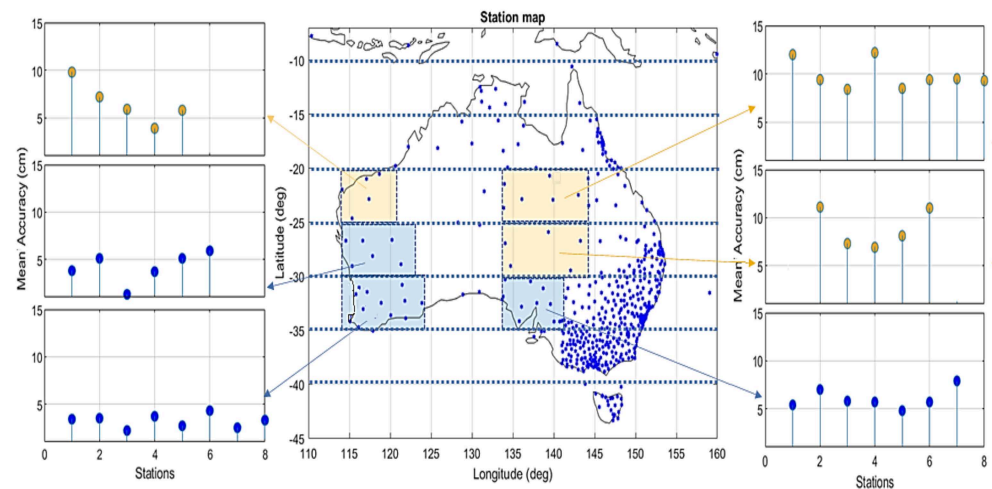 Station map
15
10
5
Mean Accuracy (cm)
15
10
5
15
10
5
0 2 4 6 8
Stations
-10
-15
-20
-25
-30
-35
-40
-45
Latitude (deg)
110 115 120 125 130 135 140 145 150 155 160
Longitude (deg)
15
10
5
Mean Accuracy (cm)
15
10
5
15
10
5
0 2 4 6 8
Stations